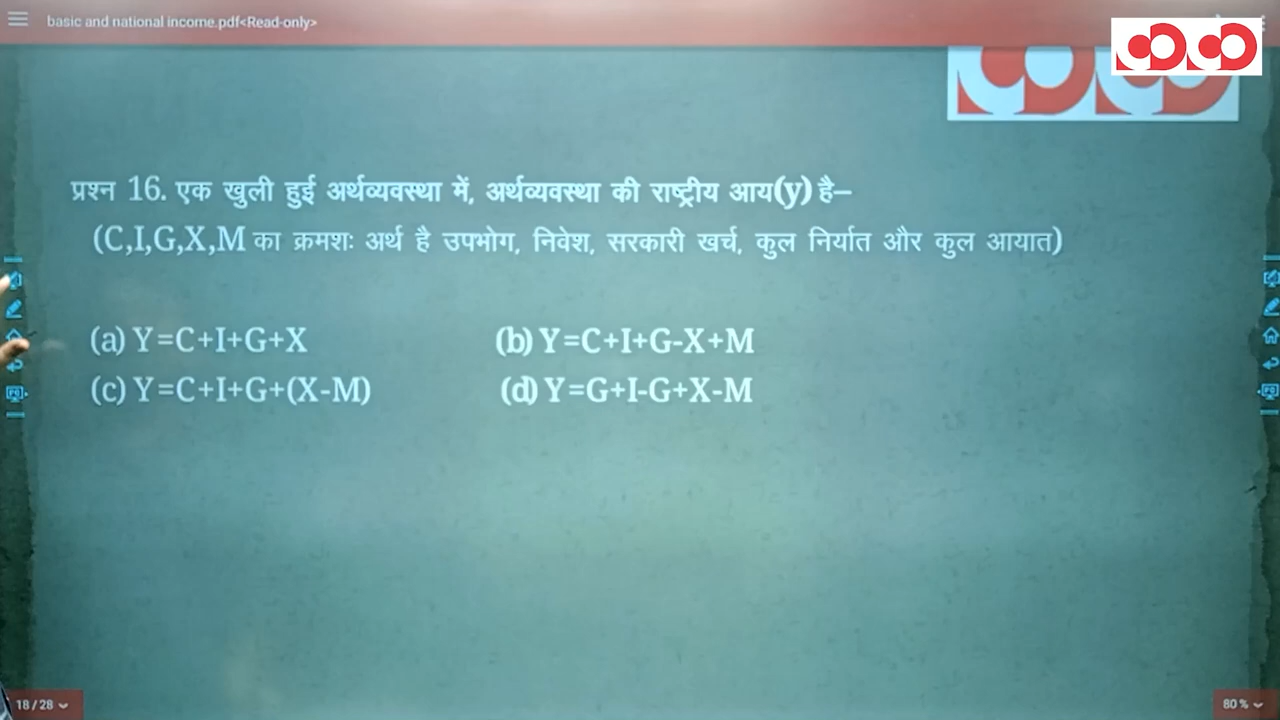 basic and national income.pdf<Read-only>
प्रश्न 16. एक खुली हुई अर्थव्यवस्था में, अर्थव्यवस्था की राष्ट्रीय आय(y) है–
(C,I,G,X,M का क्रमशः अर्थ है उपभोग, निवेश, सरकारी खर्च, कुल निर्यात और कुल आयात)
(a) Y=C+I+G+X (b) Y=C+I+G-X+M
(c) Y=C+I+G+(X-M) (d) Y=G+I-G+X-M
18 / 28 80 %